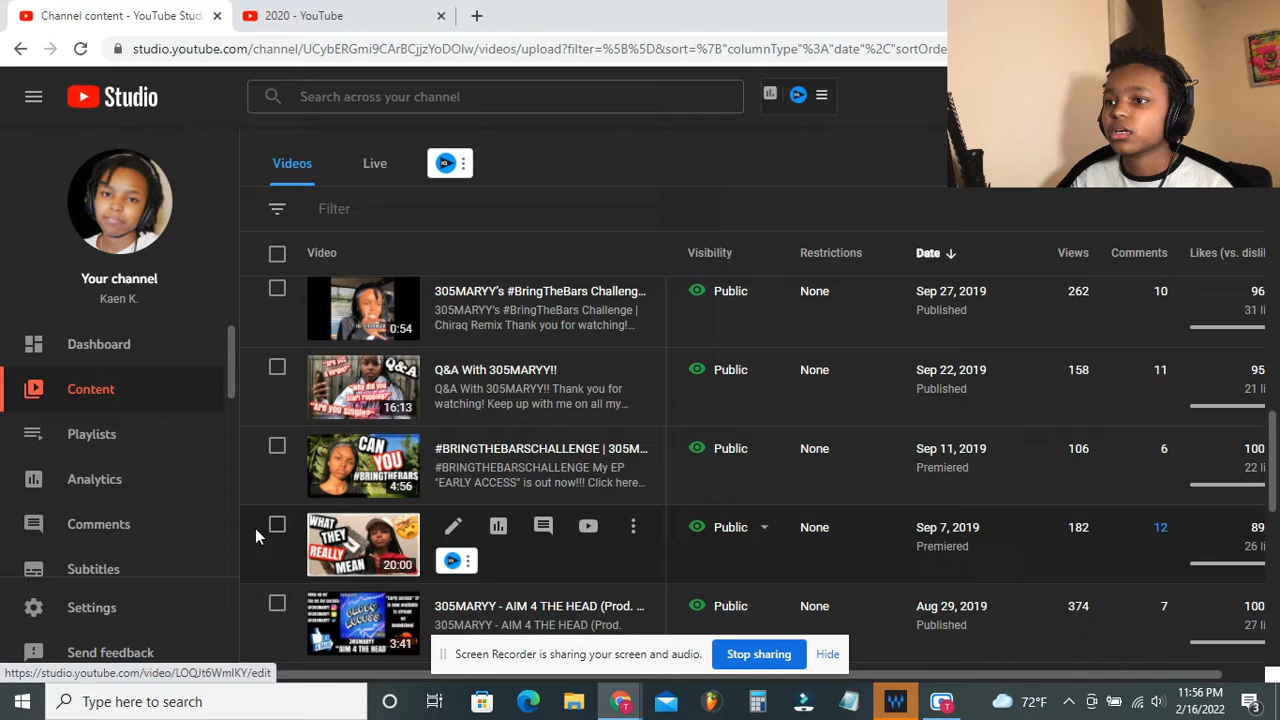 Channel content - YouTube Stud
2020 - YouTube
studio.youtube.com/channel/UCybERGmi9CArBCjjzYoDOlw/videos/upload?filter=%5B%5D&sort=%7B"columnType"%3A"date"%2C"sortOrde
Studio
Search across your channel
Videos
Live
Filter
Your channel
Kaen K.
Dashboard
Content
Playlists
Analytics
Comments
Subtitles
Settings
Send feedback
Video
Visibility
Restrictions
Date
Views
Comments
Likes (vs. disli
0:54
305MARYY's #BringTheBars Challeng...
305MARYY's #BringTheBars Challenge |
Chiraq Remix Thank you for watching!...
Public
None
Sep 27, 2019
Published
262
10
96
31 li
Q&A
16:13
Q&A With 305MARYY!!
Q&A With 305MARYY!! Thank you for
watching! Keep up with me on all my...
Public
None
Sep 22, 2019
Published
158
11
95
21 li
CAN
YOU
#BRINGTHEBARS
4:56
#BRINGTHEBARSCHALLENGE | 305M...
#BRINGTHEBARSCHALLENGE My EP
"EARLY ACCESS" is out now!!! Click here...
Public
None
Sep 11, 2019
Premiered
106
6
100
22 li
WHAT
THEY
REALLY
MEAN
20:00
Public
None
Sep 7, 2019
Premiered
182
12
89
26 li
305MARYY
"AIM 4 THE HEAD"
3:41
305MARYY - AIM 4 THE HEAD (Prod. ...
305MARYY - AIM 4 THE HEAD (Prod.
Public
None
Aug 29, 2019
Published
374
7
100
27 li
Screen Recorder is sharing your screen and audio.
Stop sharing
Hide
https://studio.youtube.com/video/LOQJt6WmIKY/edit
Type here to search
72°F
11:56 PM
2/16/2022
3